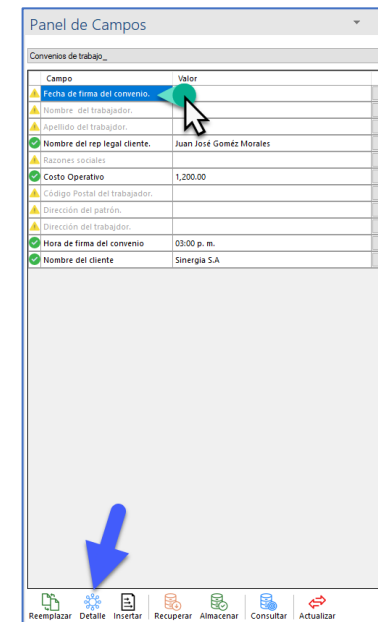 Panel de Campos
Convenios de trabajo_
Campo Valor
Fecha de firma del convenio.
Nombre del trabajador.
Apellido del trabajdor.
Nombre del rep legal cliente. Juan José Goméz Morales
Razones sociales
Costo Operativo 1,200.00
Código Postal del trabajador.
Dirección del patrón.
Dirección del trabajdor.
Hora de firma del convenio 03:00 p. m.
Nombre del cliente Sinergia S.A
Reemplazar Detalle Insertar Recuperar Almacenar Consultar Actualizar